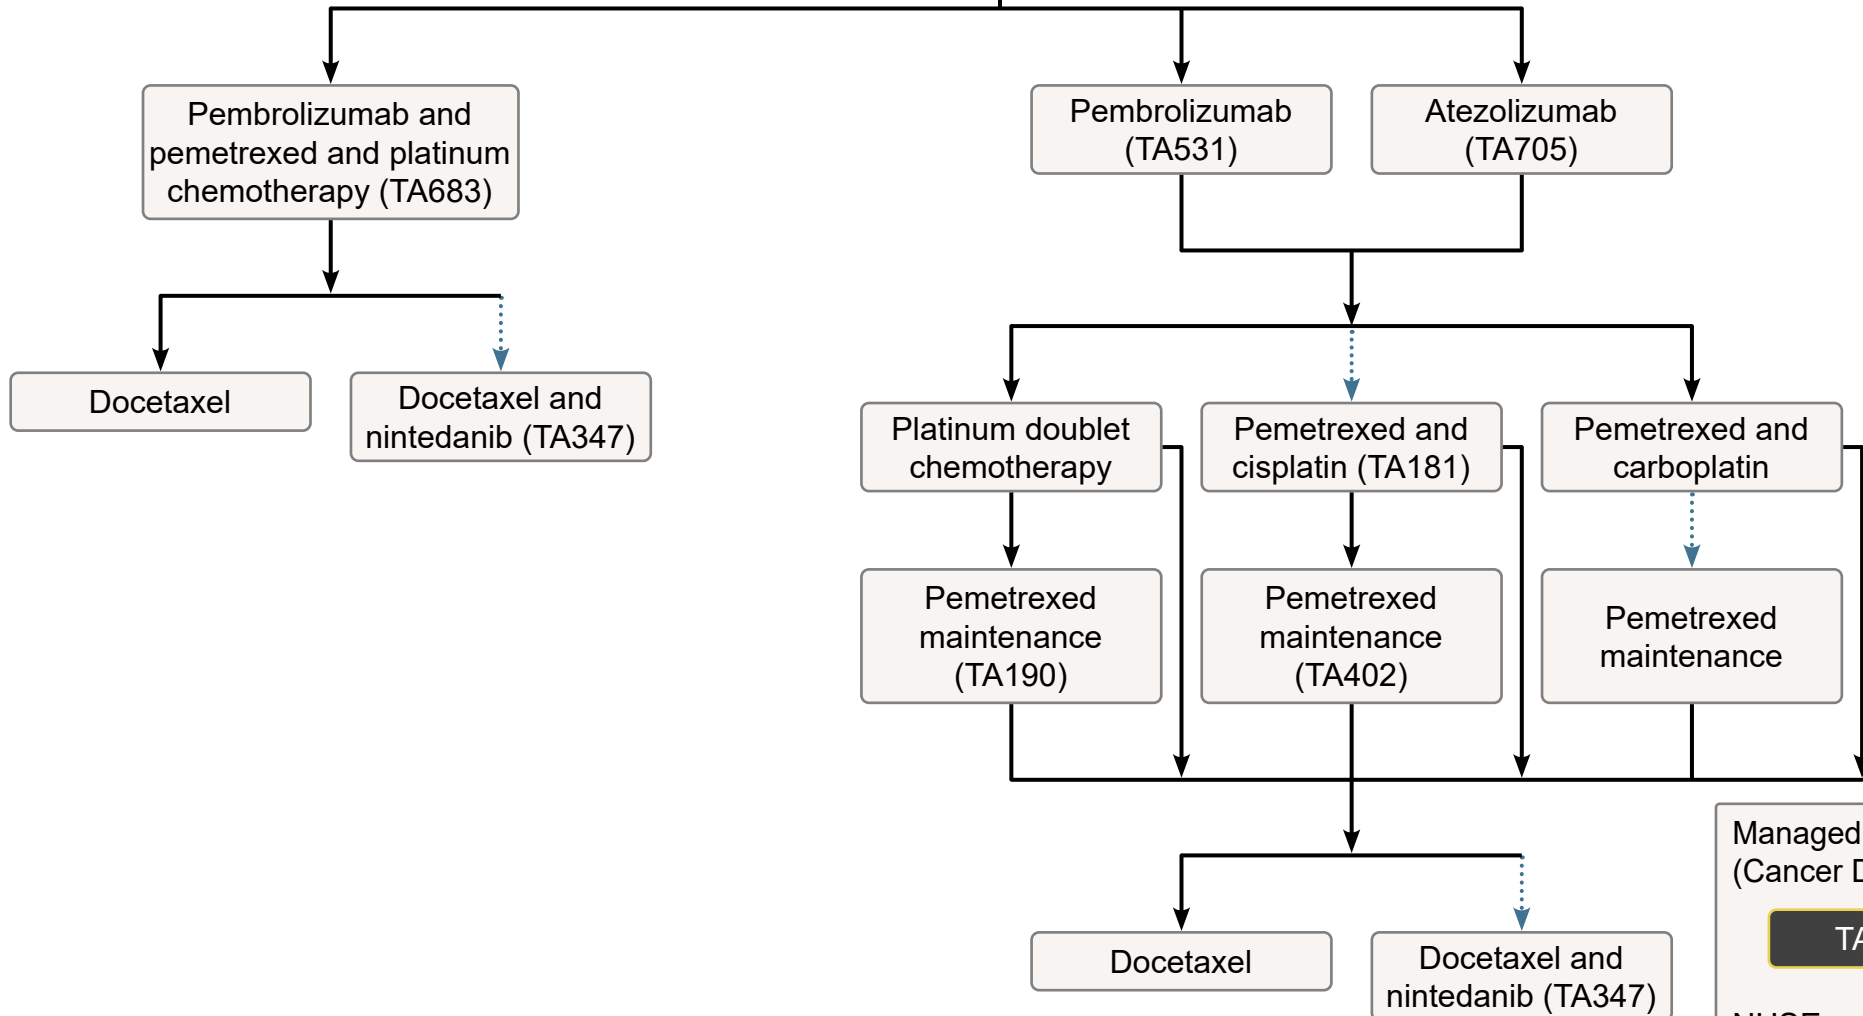 Pembrolizumab and
pemetrexed and platinum
chemotherapy (TA683)
Pembrolizumab
(TA531)
Atezolizumab
(TA705)
Docetaxel
Docetaxel and
nintedanib (TA347)
Platinum doublet
chemotherapy
Pemetrexed and
cisplatin (TA181)
Pemetrexed and
carboplatin
Pemetrexed
maintenance
(TA190)
Pemetrexed
maintenance
(TA402)
Pemetrexed
maintenance
Managed
(Cancer
Docetaxel
Docetaxel and
nintedanib (TA347)